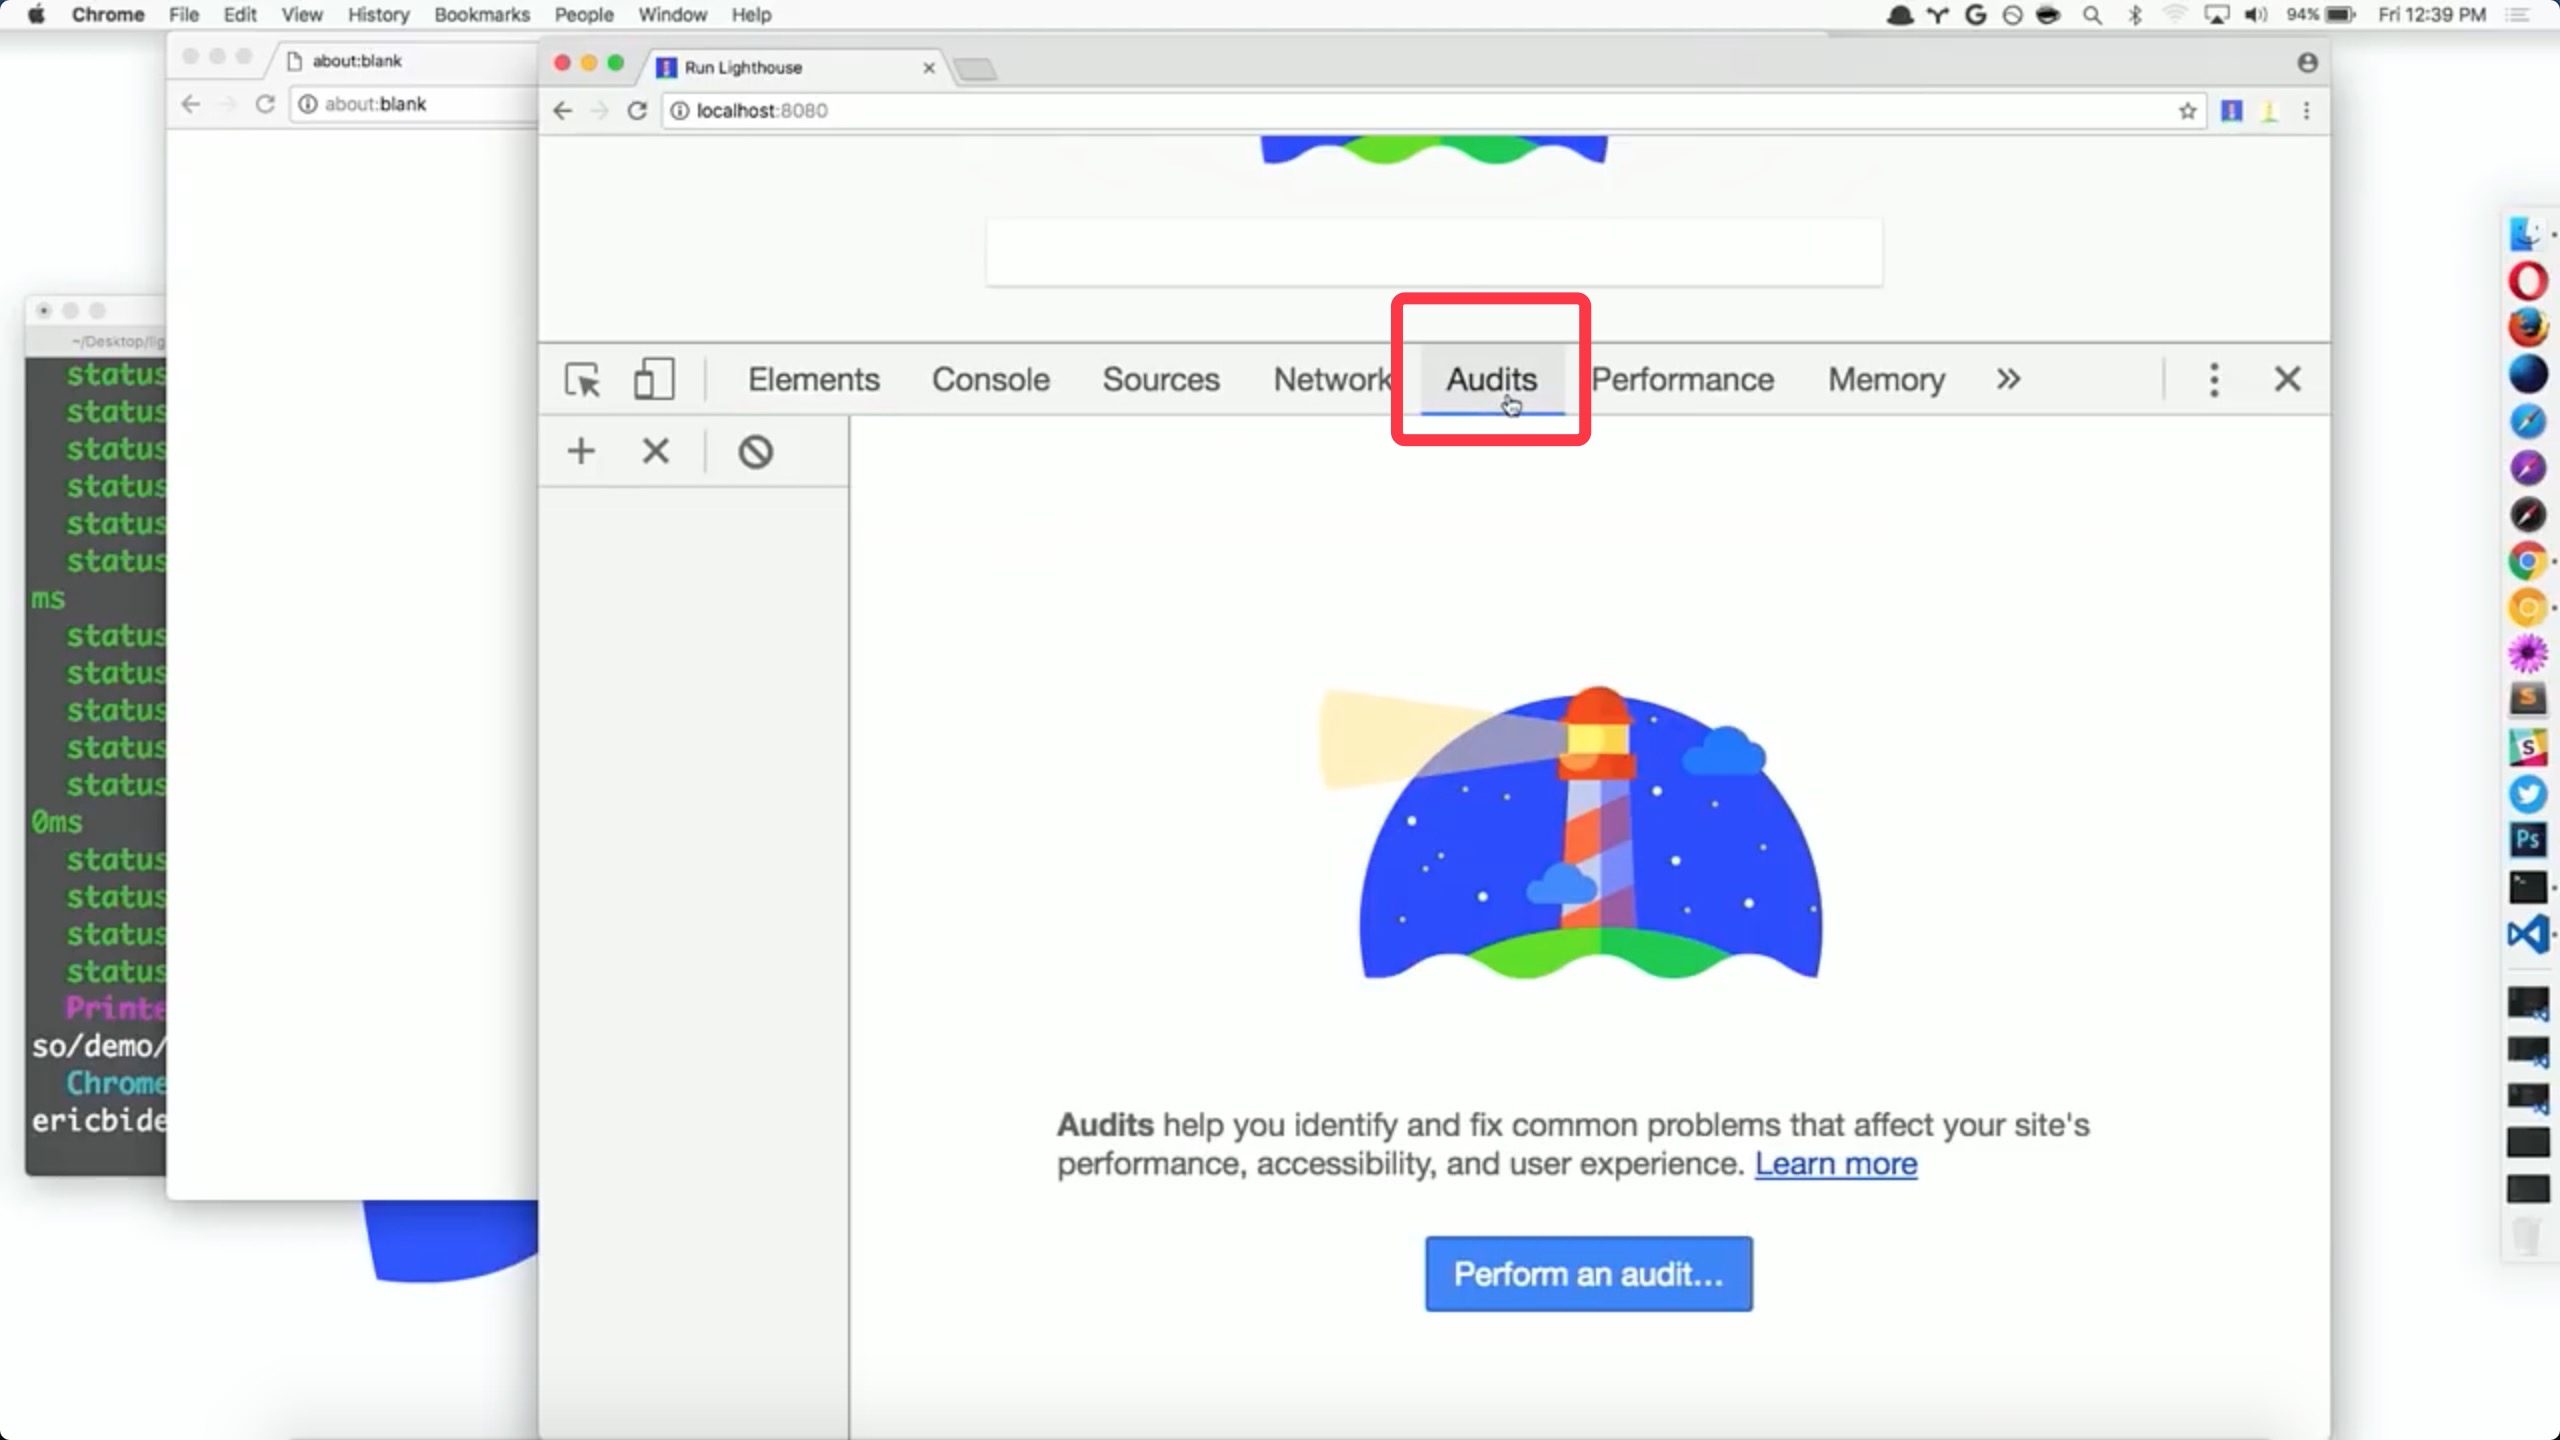 Chrome File Edit View History Bookmarks People Window Help
94% Fri 12:39 PM
about:blank
about:blank
Run Lighthouse
localhost:8080
~/Desktop/lig
Elements Console Sources Network Audits Performance Memory
status
status
status
status
status
status
ms
status
status
status
status
status
0ms
status
status
status
status
Printe
so/demo/
Chrome
ericbide
Audits help you identify and fix common problems that affect your site's
performance, accessibility, and user experience. Learn more
Perform an audit...
S
S
Ps